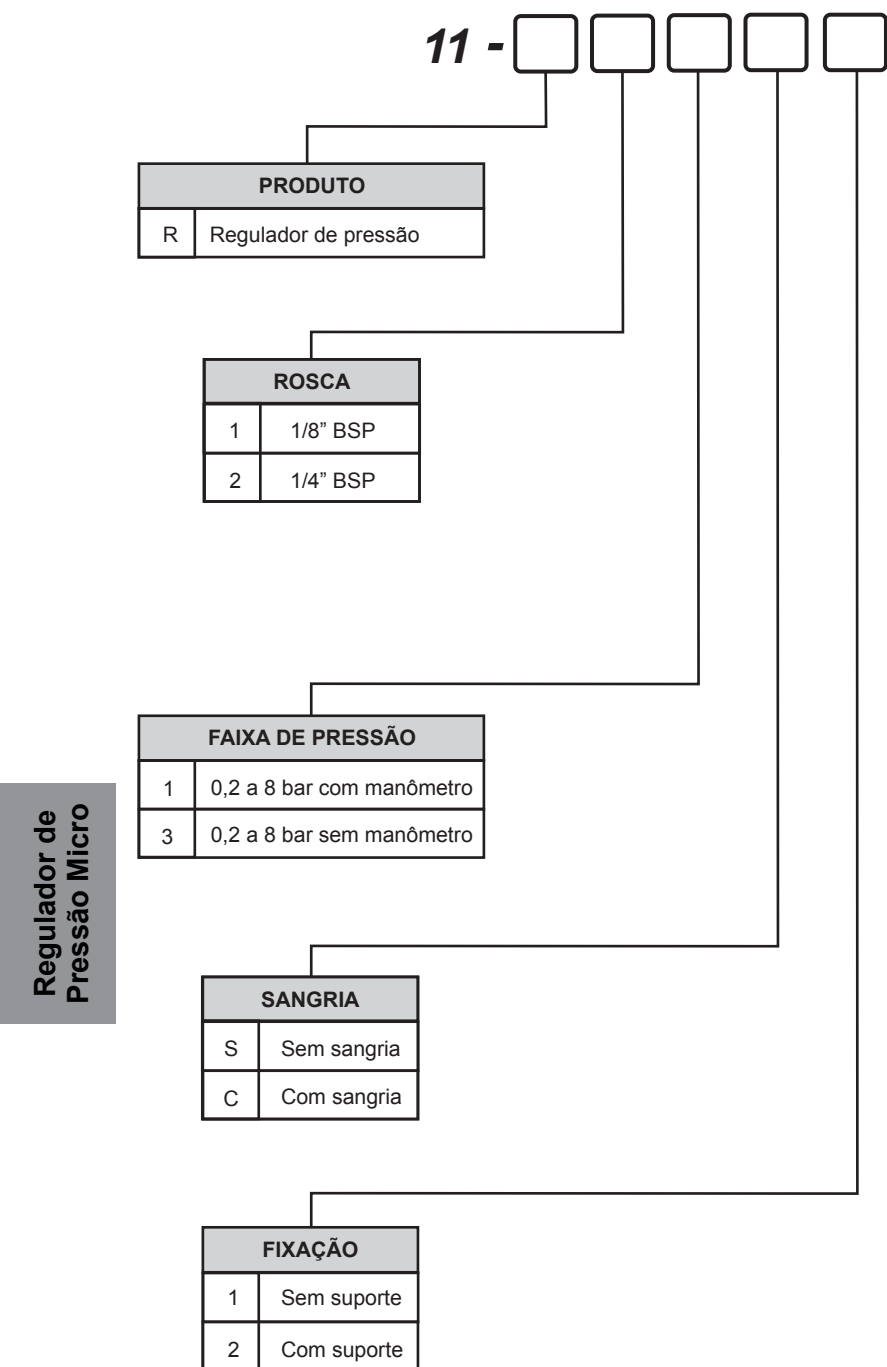 11 -
PRODUTO
R Regulador de pressão
ROSCA
1 1/8” BSP
2 1/4” BSP
FAIXA DE PRESSÃO
1 0,2 a 8 bar com manômetro
3 0,2 a 8 bar sem manômetro
Regulador de
Pressão Micro
SANGRIA
S Sem sangria
C Com sangria
FIXAÇÃO
1 Sem suporte
2 Com suporte